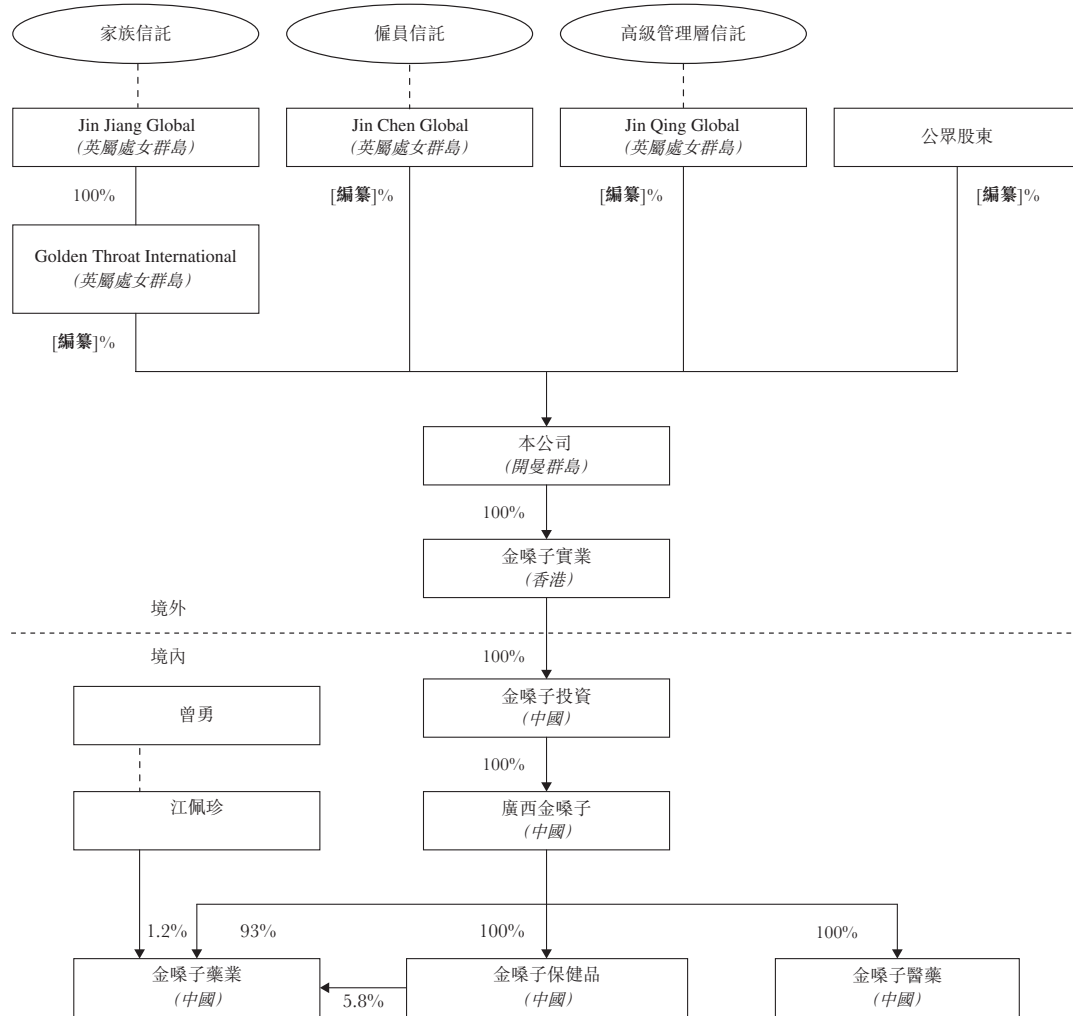 家族信託
僱員信託
高級管理層信託
Jin Jiang Global
(英屬處女群島)
Jin Chen Global
(英屬處女群島)
Jin Qing Global
(英屬處女群島)
公眾股東
100%
[編纂]%
[編纂]%
[編纂]%
Golden Throat International
(英屬處女群島)
[編纂]%
本公司
(開曼群島)
100%
金嗓子實業
(香港)
境外
境內
100%
曾勇
金嗓子投資
(中國)
100%
江佩珍
廣西金嗓子
(中國)
1.2%
93%
100%
100%
金嗓子藥業
(中國)
5.8%
金嗓子保健品
(中國)
金嗓子醫藥
(中國)